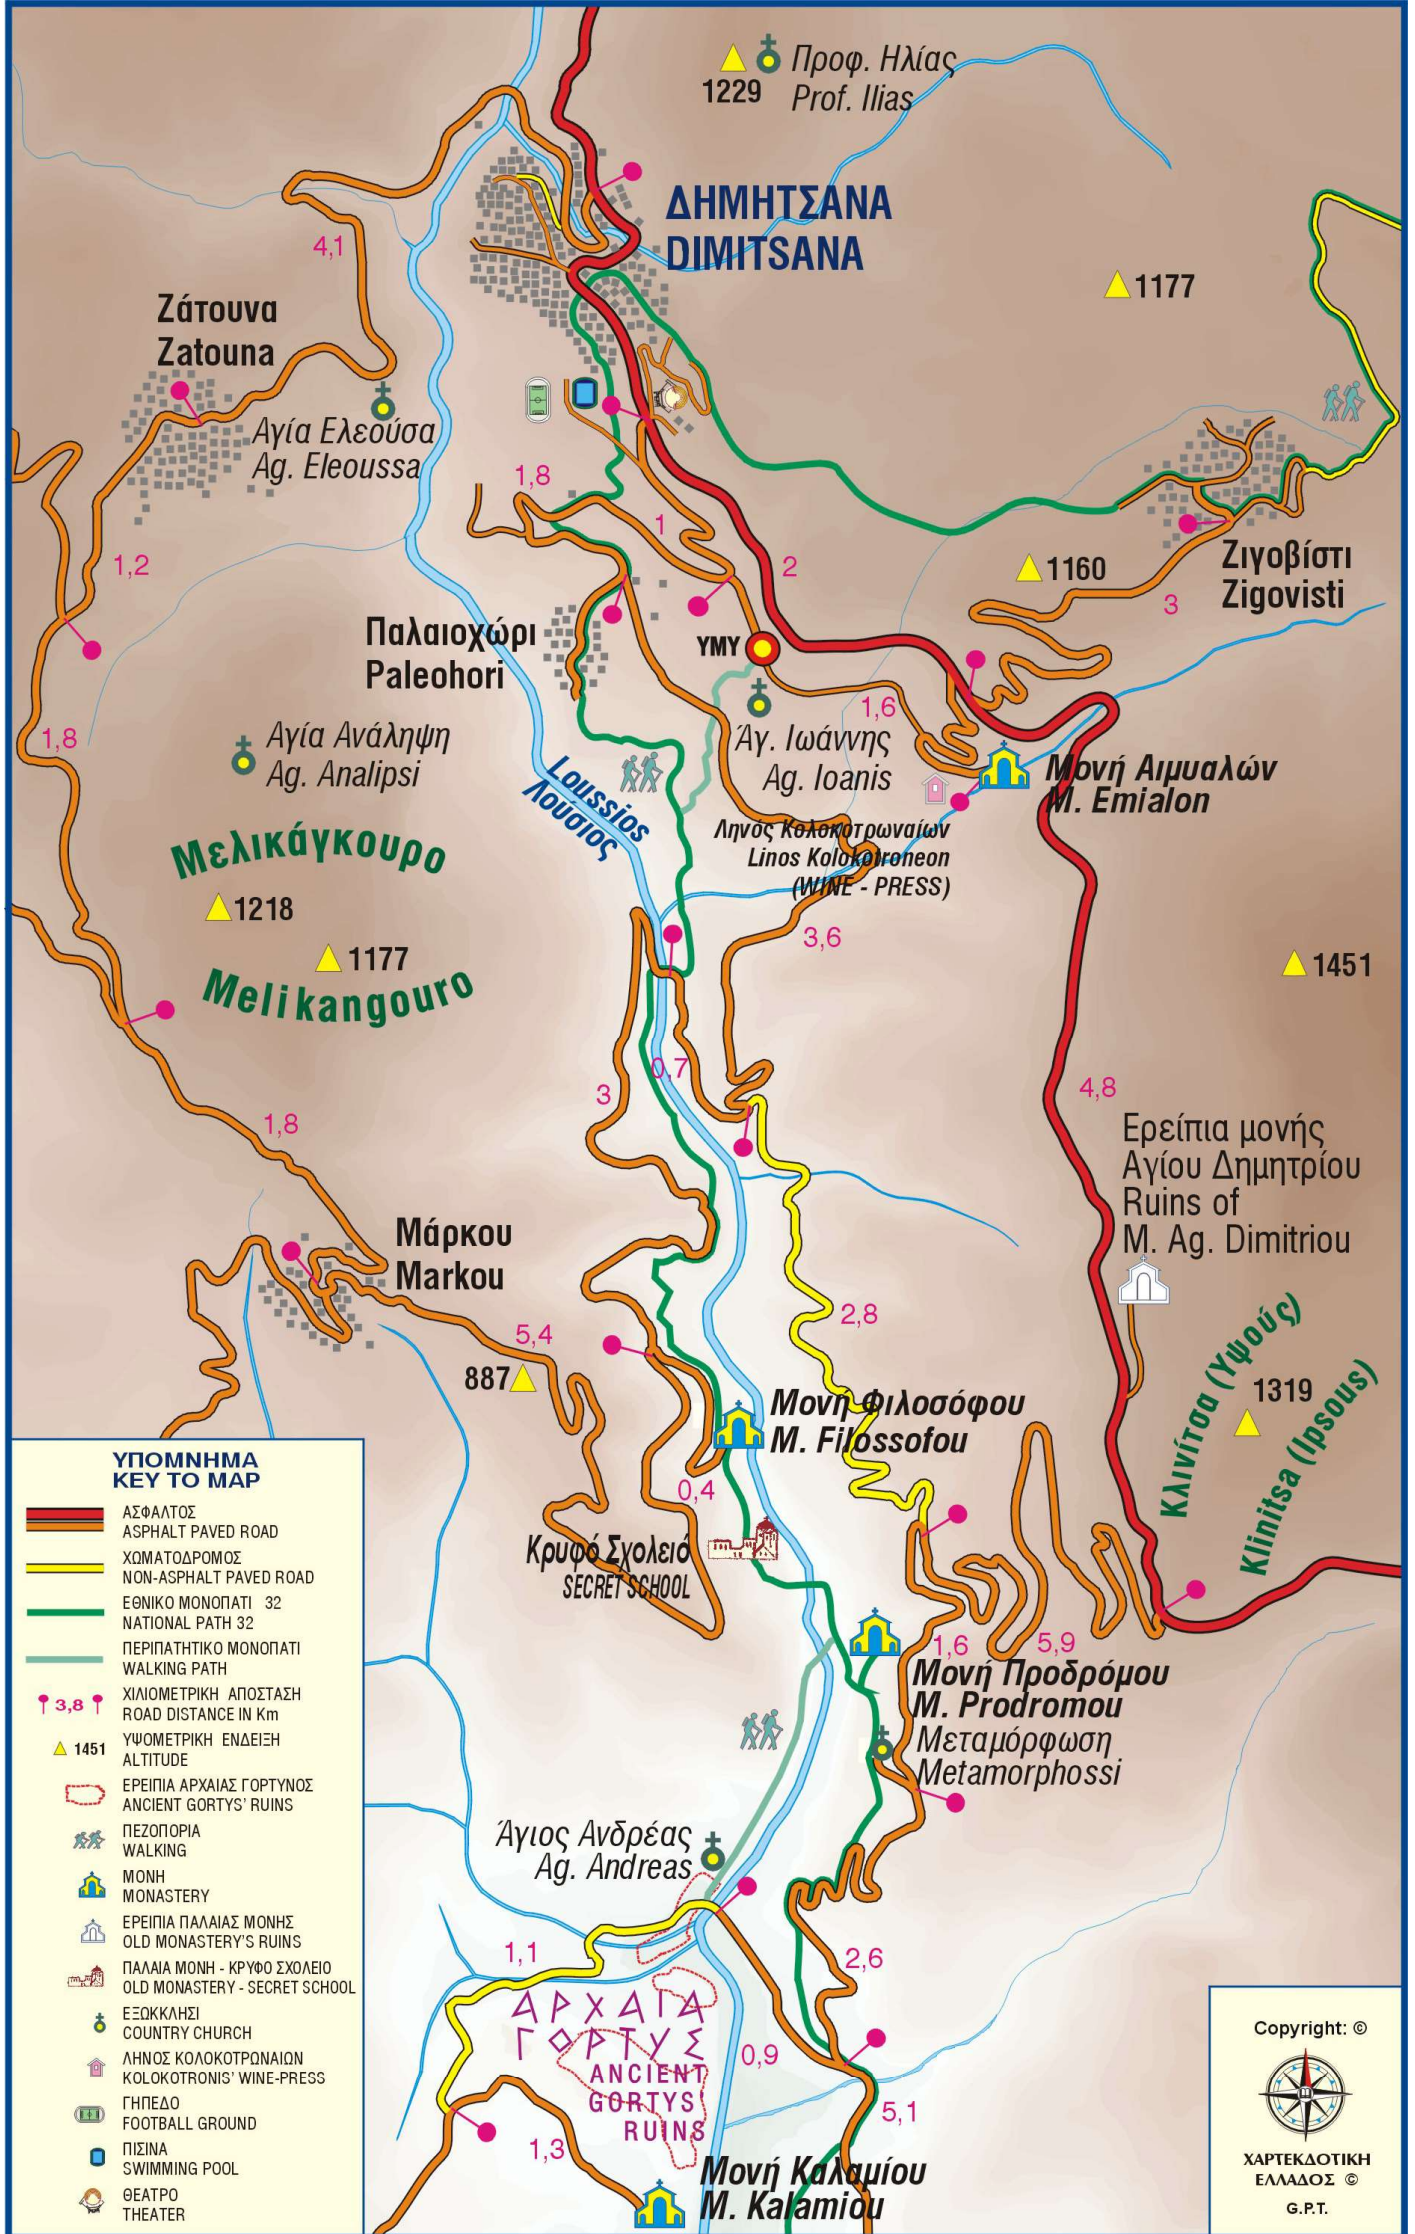 1229
Προφ. Ηλίας
Prof. Ilias
ΔΗΜΗΤΣΑΝΑ
DIMITSANA
4,1
1177
Ζάτουνα
Zatouna
Αγία Ελεούσα
Ag. Eleoussa
1,8
1
2
1,2
1160
Ζιγοβίστι
Zigovisti
3
Παλαιοχώρι
Paleohori
ΥΜΥ
1,6
1,8
Αγία Ανάληψη
Ag. Analipsi
Άγ. Ιωάννης
Ag. Ioanis
Μονή Αιμυαλών
M. Emialon
Loussios
Λούσιος
Ληνός Κολοκοτρωναίων
Linos Kolokotroneon
(WINE - PRESS)
Μελικάγκουρο
1218
1177
Melikangouro
3,6
1451
0,7
3
4,8
1,8
Ερείπια μονής
Αγίου Δημητρίου
Ruins of
M. Ag. Dimitriou
Μάρκου
Markou
5,4
887
2,8
Κλινίτσα (Υψούς)
1319
Klinitsa (Ipsous)
Μονή Φιλοσόφου
M. Filossofou
0,4
Κρυφό Σχολειό
SECRET SCHOOL
1,6
5,9
Μονή Προδρόμου
M. Prodromou
Μεταμόρφωση
Metamorphossi
Άγιος Ανδρέας
Ag. Andreas
1,1
2,6
ΑΡΧΑΙΑ
ΓΟΡΤΥΣ
ANCIENT
GORTYS'
RUINS
0,9
5,1
1,3
Μονή Καλαμίου
M. Kalamiou
ΥΠΟΜΝΗΜΑ
KEY TO MAP
ΑΣΦΑΛΤΟΣ
ASPHALT PAVED ROAD
ΧΩΜΑΤΟΔΡΟΜΟΣ
NON-ASPHALT PAVED ROAD
ΕΘΝΙΚΟ ΜΟΝΟΠΑΤΙ 32
NATIONAL PATH 32
ΠΕΡΙΠΑΤΗΤΙΚΟ ΜΟΝΟΠΑΤΙ
WALKING PATH
3,8
ΧΙΛΙΟΜΕΤΡΙΚΗ ΑΠΟΣΤΑΣΗ
ROAD DISTANCE IN Km
1451
ΥΨΟΜΕΤΡΙΚΗ ΕΝΔΕΙΞΗ
ALTITUDE
ΕΡΕΙΠΙΑ ΑΡΧΑΙΑΣ ΓΟΡΤΥΝΟΣ
ANCIENT GORTYS' RUINS
ΠΕΖΟΠΟΡΙΑ
WALKING
ΜΟΝΗ
MONASTERY
ΕΡΕΙΠΙΑ ΠΑΛΑΙΑΣ ΜΟΝΗΣ
OLD MONASTERY'S RUINS
ΠΑΛΑΙΑ ΜΟΝΗ - ΚΡΥΦΟ ΣΧΟΛΕΙΟ
OLD MONASTERY - SECRET SCHOOL
ΕΞΩΚΚΛΗΣΙ
COUNTRY CHURCH
ΛΗΝΟΣ ΚΟΛΟΚΟΤΡΩΝΑΙΩΝ
KOLOKOTRONIS' WINE-PRESS
ΓΗΠΕΔΟ
FOOTBALL GROUND
ΠΙΣΙΝΑ
SWIMMING POOL
ΘΕΑΤΡΟ
THEATER
Copyright: ©
ΧΑΡΤΕΚΔΟΤΙΚΗ
ΕΛΛΑΔΟΣ ©
G.P.T.